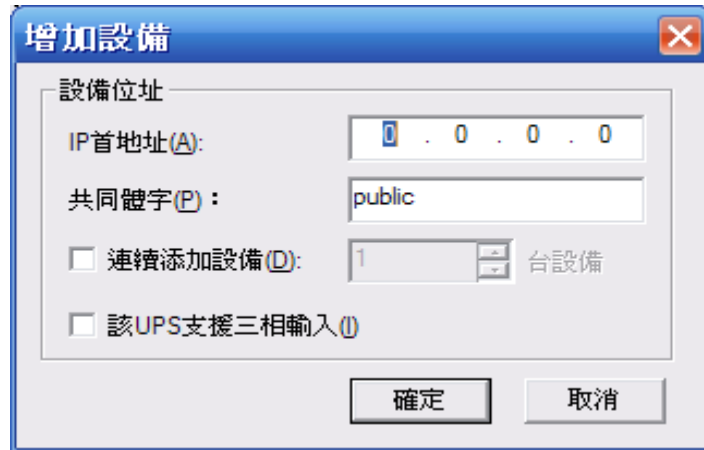 增加設備
設備位址
IP首地址(A): 0 . 0 . 0 . 0
共同體字(P)： public
連續添加設備(D): 1 台設備
該UPS支援三相輸入(I)
確定 取消